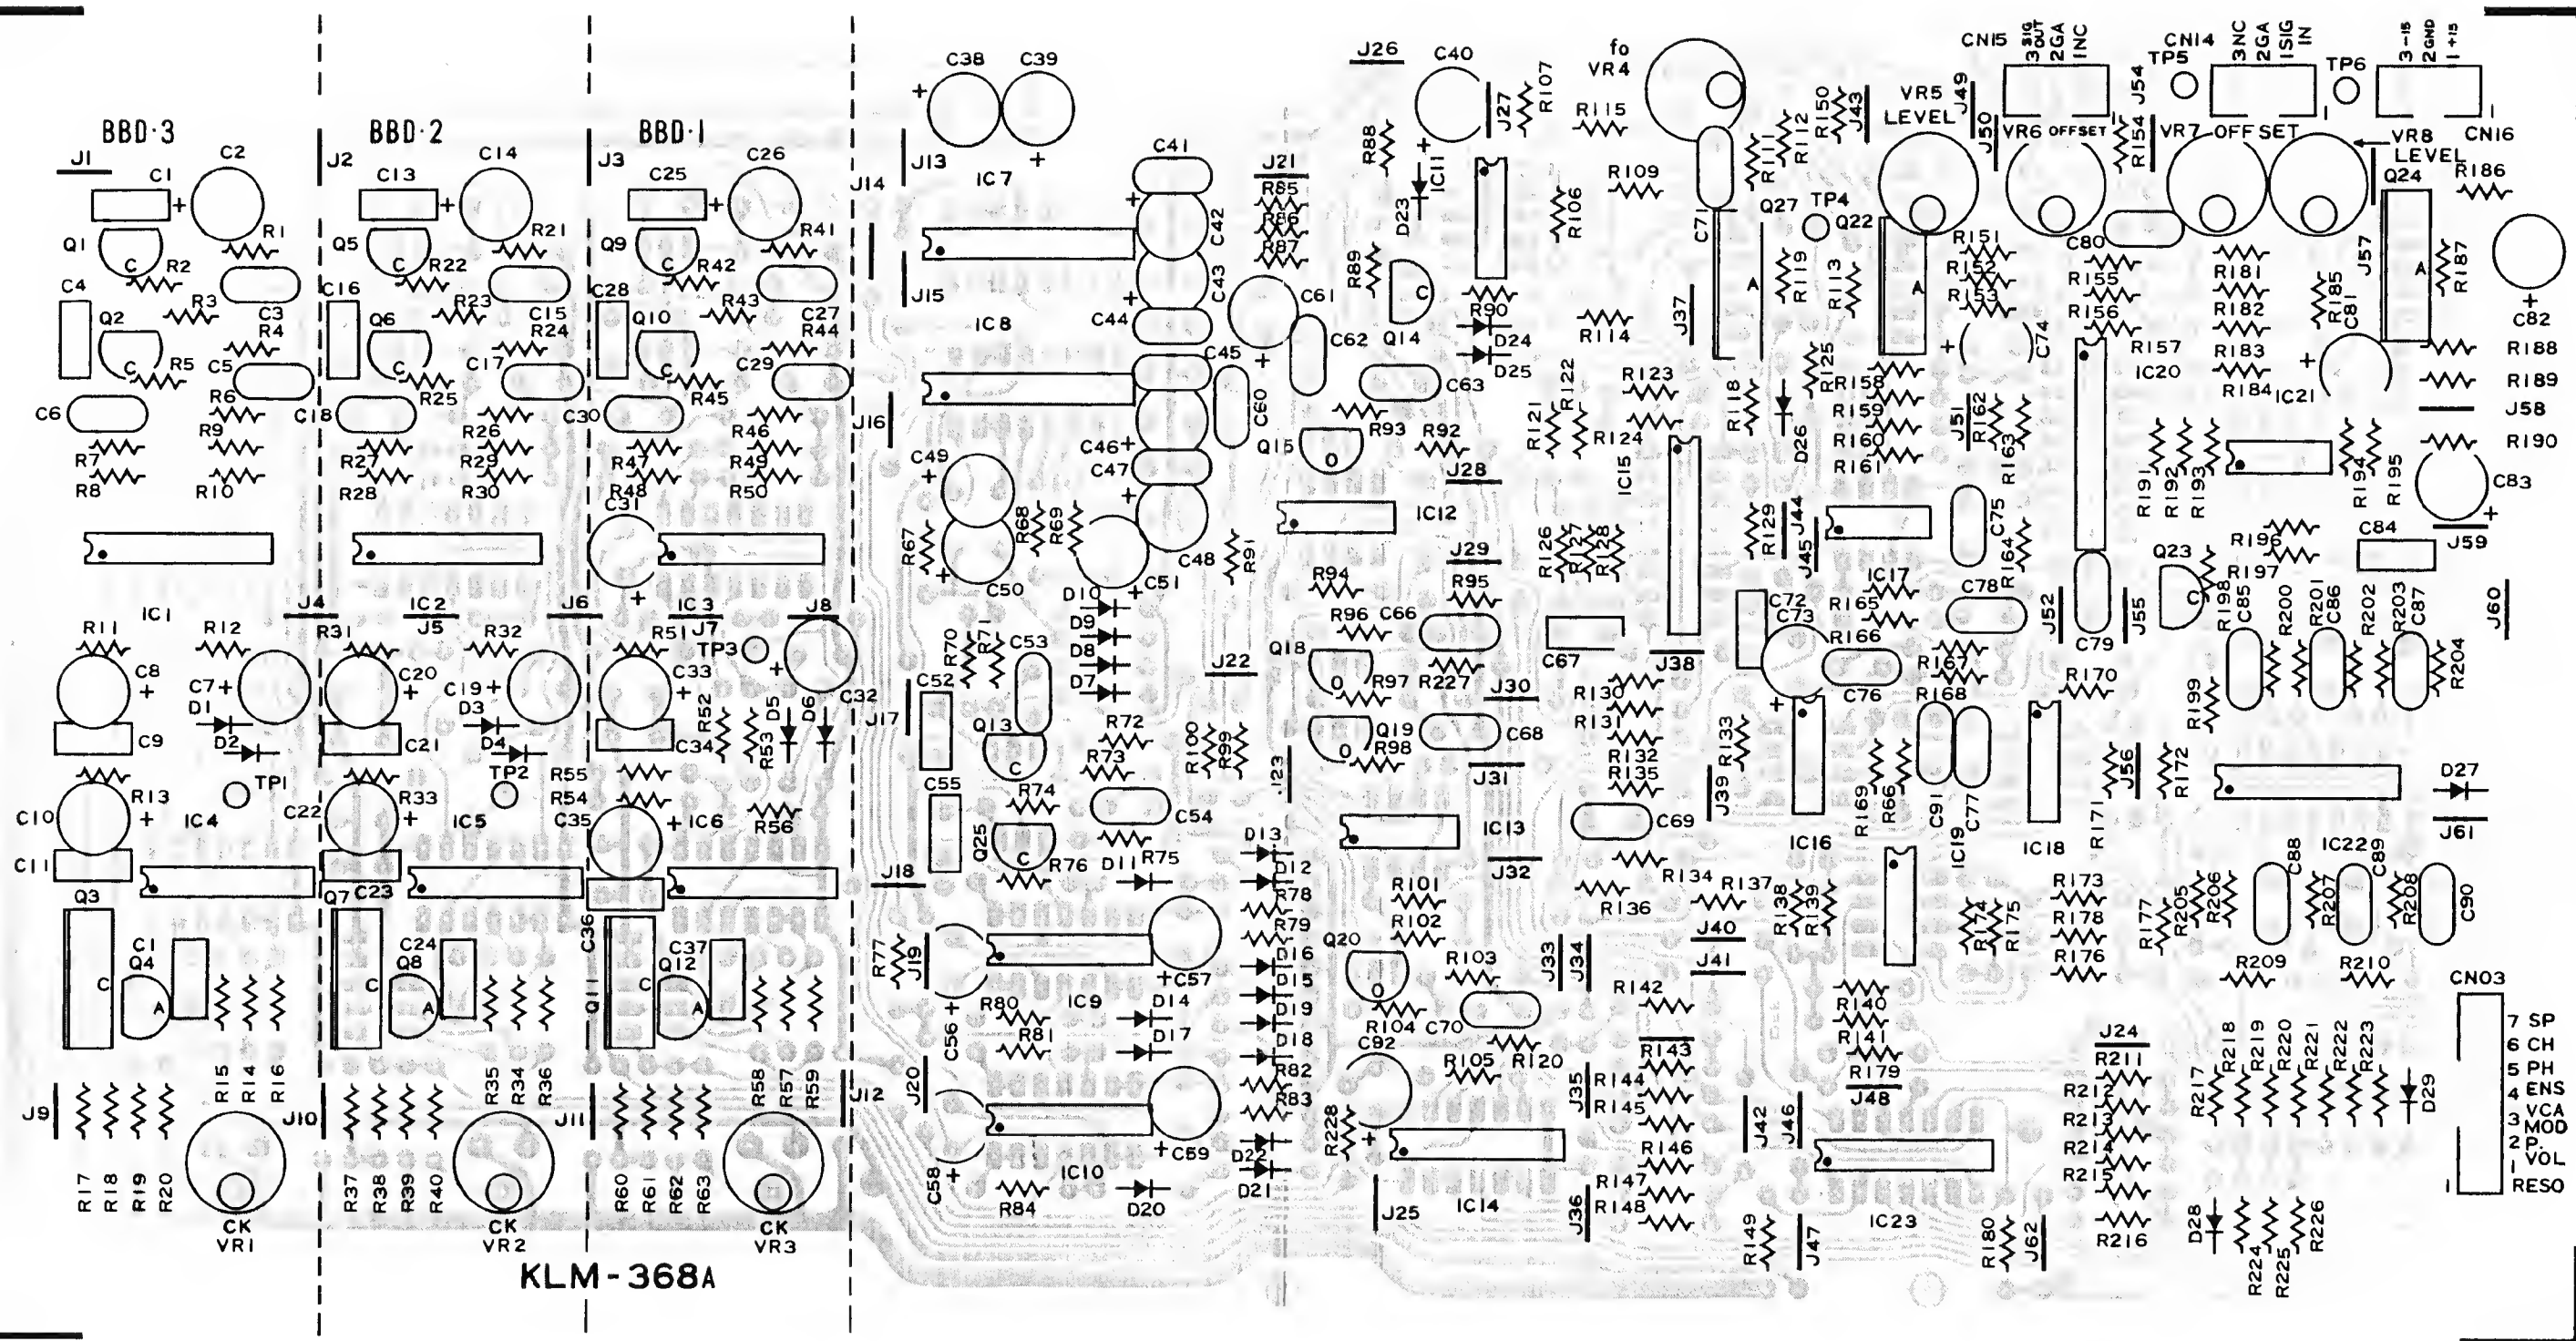 BBD·3
BBD·2
BBD·1
J1
C1
C2
J2
C13
C14
J3
C25
C26
Q1
R1
R2
C4
R3
C3
Q2
R4
R5
C5
R6
C6
R9
R7
R8
R10
Q5
R21
R22
C16
R23
C15
Q6
R24
C17
R25
C18
R26
R27
R29
R28
R30
Q9
R41
R42
C28
R43
C27
Q10
R44
C29
R45
C30
R46
R47
R49
R48
R50
C31
IC1
J4
IC2
J5
J6
IC3
J7
J8
R11
R12
R31
R32
R51
TP3
C8
C7
D1
D2
C9
C20
C19
D3
D4
C21
C33
R52
C34
R53
D5
D6
C32
TP1
TP2
R13
C10
IC4
C11
R33
C22
IC5
C23
R55
R54
C35
IC6
R56
Q3
C1
Q4
C
A
Q7
C24
Q8
C
A
C36
Q11
C37
Q12
C
A
R15
R14
R16
R35
R34
R36
R58
R57
R59
J9
R17
R18
R19
R20
CK
VR1
J10
R37
R38
R39
R40
CK
VR2
J11
R60
R61
R62
R63
CK
VR3
J12
KLM-368A
C38
C39
J13
J14
IC7
J15
IC8
J16
C41
C42
C43
C44
C45
C46
C47
C48
C60
C49
C50
R67
R68
R69
C51
R91
D10
D9
D8
D7
R70
R71
C53
C52
J17
Q13
R72
R73
R74
C55
C54
Q25
R75
R76
D11
J18
J22
R100
R99
J23
R77
J19
C56
C57
IC9
R80
R81
D14
D17
J20
C58
C59
IC10
R84
D20
D13
D12
R78
R79
D16
D15
D19
D18
R82
R83
D22
D21
J21
R85
R86
R87
C61
C62
J26
C40
J27
R107
R88
IC11
D23
R106
R89
R90
D24
Q14
D25
C63
R93
Q15
R92
J28
IC12
J29
R94
R95
R96
C66
Q18
R97
R227
J30
Q19
C68
R98
J31
IC13
J32
R101
R102
Q20
R103
R104
C70
R105
R120
C92
R228
J25
IC14
fo
VR4
R115
R109
R111
R112
R150
J43
C71
Q27
TP4
Q22
R119
R113
J37
R114
R123
R122
R121
R124
R118
R125
D26
IC15
R126
R127
R128
R129
J44
J45
C67
J38
C72
C73
R130
R131
R132
R135
R133
J39
C69
IC16
R134
R136
R137
R138
R139
J33
J34
J40
J41
R142
R143
R144
R145
R146
R147
R148
J35
J36
J42
J46
R149
J47
IC23
R140
R141
R179
J48
R180
J62
VR5
LEVEL
J49
J50
CN15
3 SIG OUT
2GA
1NC
VR6 OFFSET
R154
J54
CN14
3NC
2GA
1SIG IN
TP5
TP6
VR7 OFFSET
3 -15
2 GND
1 +15
CN16
VR8
LEVEL
R151
R152
R153
C80
R155
R156
C74
R157
IC20
R158
R159
R160
R161
J51
R162
R163
C75
R164
IC17
C78
R165
R166
R167
C76
R168
J52
C79
J55
R170
R169
R66
C91
C77
IC19
IC18
R171
J56
R172
R173
R178
R176
R174
R175
R177
R181
R182
R183
R184
R185
C81
IC21
J57
Q24
A
R186
R187
C82
R188
R189
J58
R190
C83
R191
R192
R193
R194
R195
R196
R197
C84
J59
Q23
R198
C85
R200
R201
C86
R202
R203
C87
R204
J60
R199
D27
J61
IC22
R205
R206
C88
R207
C89
R208
C90
R209
R210
CN03
7 SP
6 CH
5 PH
4 ENS
3 VCA MOD
2 P. VOL
1 RESO
J24
R211
R212
R213
R214
R215
R216
R217
R218
R219
R220
R221
R222
R223
D29
D28
R224
R225
R226